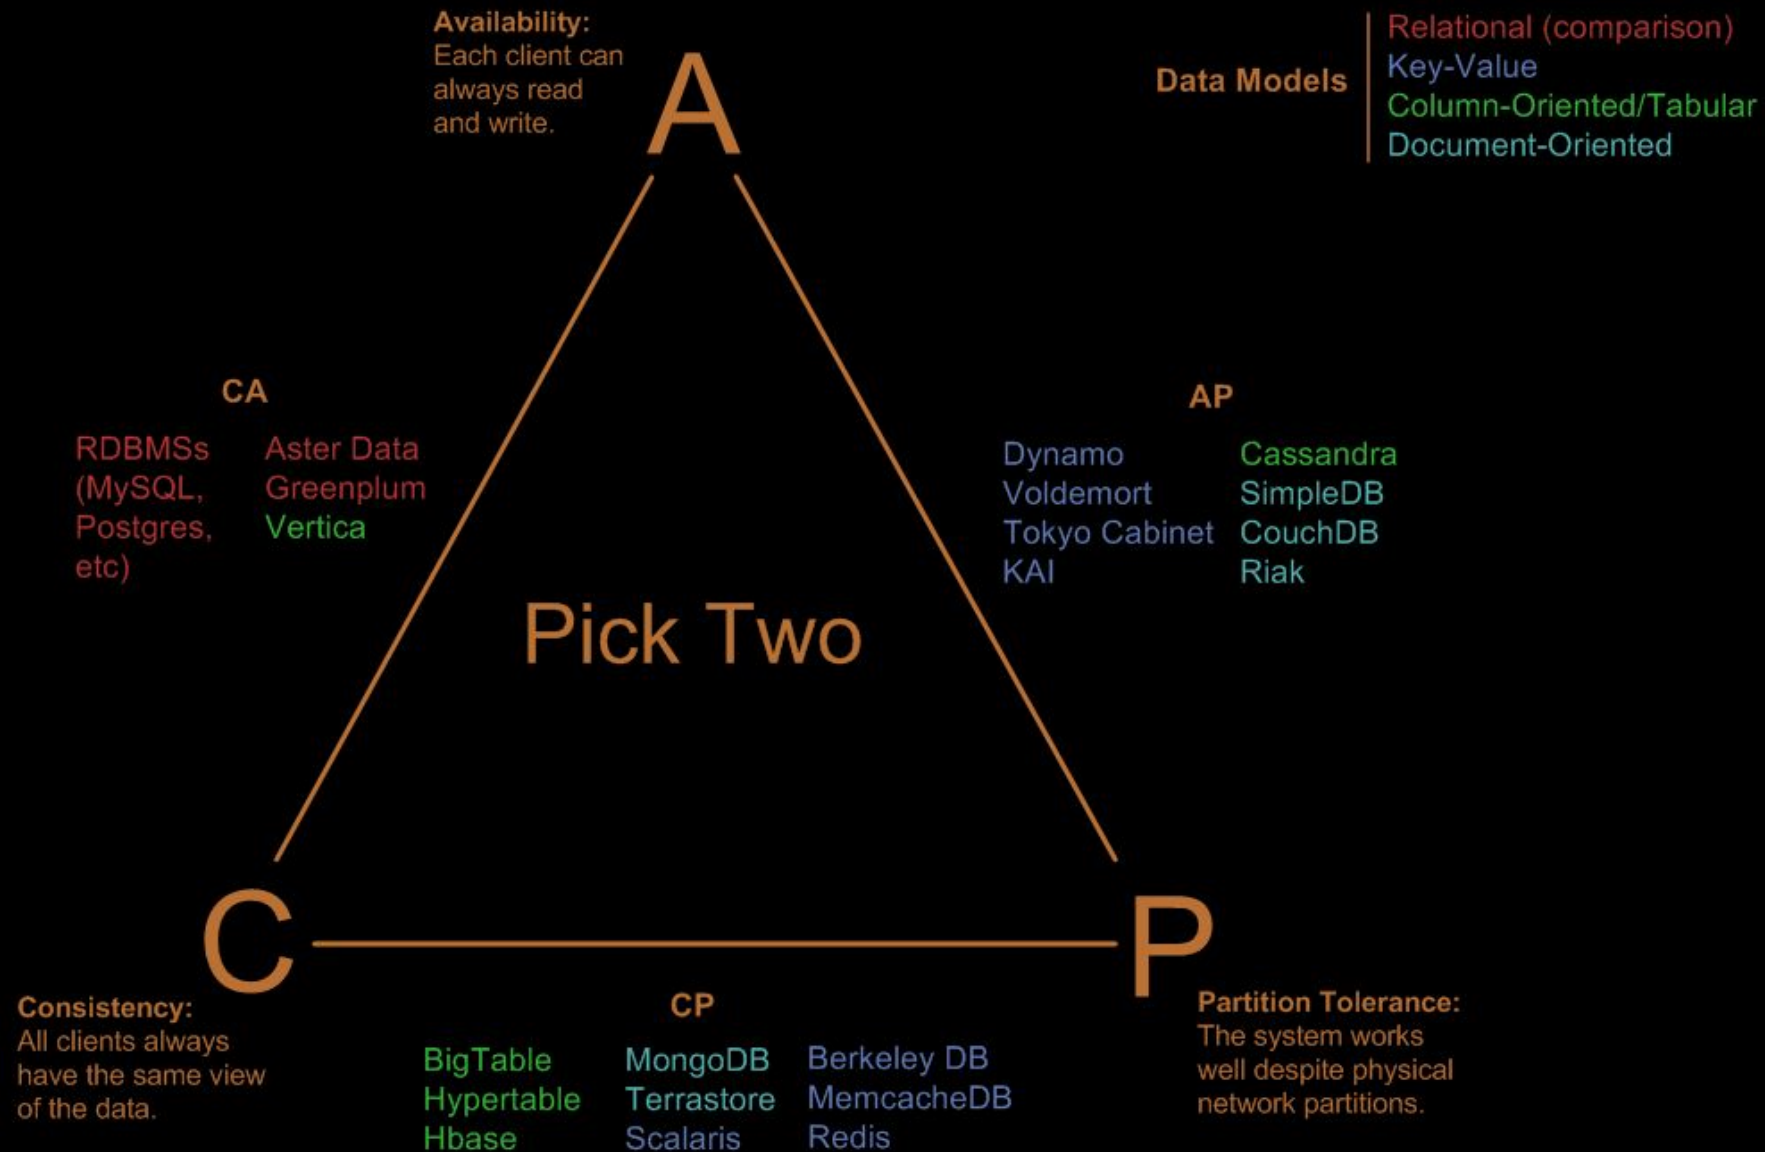 Availability:
Each client can
always read
and write.
A
Data Models
Relational (comparison)
Key-Value
Column-Oriented/Tabular
Document-Oriented
CA
RDBMSs
(MySQL,
Postgres,
etc)
Aster Data
Greenplum
Vertica
AP
Dynamo
Voldemort
Tokyo Cabinet
KAI
Cassandra
SimpleDB
CouchDB
Riak
Pick Two
C
P
Consistency:
All clients always
have the same view
of the data.
CP
BigTable
Hypertable
Hbase
MongoDB
Terrastore
Scalaris
Berkeley DB
MemcacheDB
Redis
Partition Tolerance:
The system works
well despite physical
network partitions.